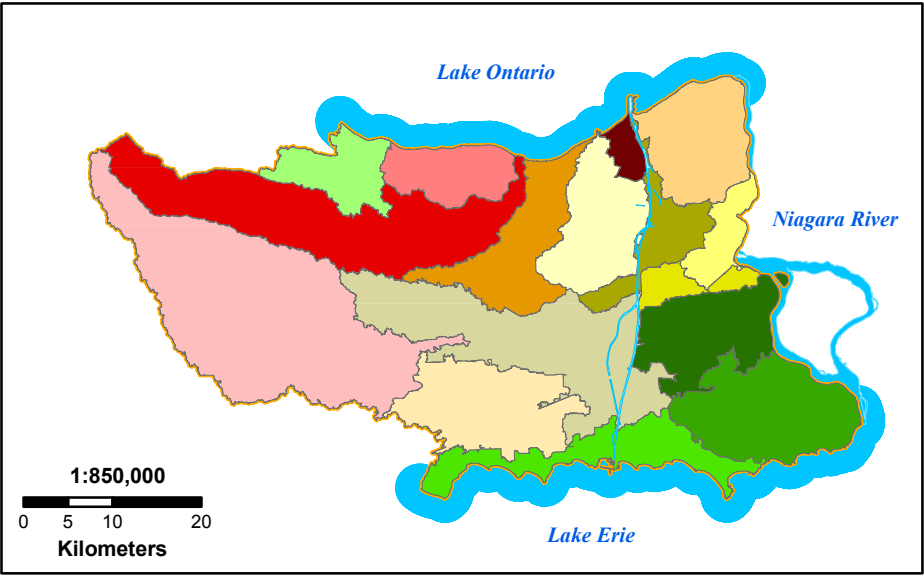 Lake Ontario
Niagara River
1:850,000
0 5 10 20
Kilometers
Lake Erie